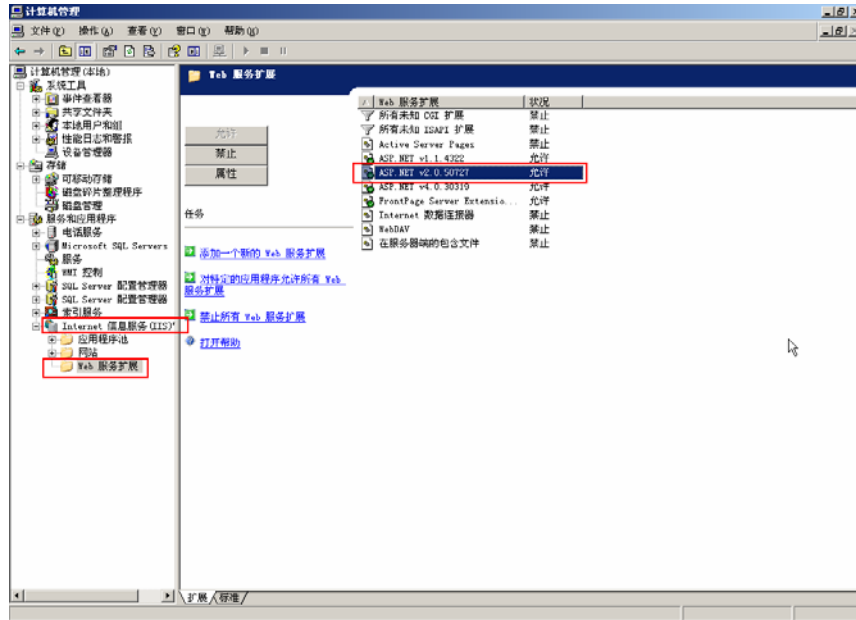 计算机管理
文件(F) 操作(A) 查看(V) 窗口(W) 帮助(H)
计算机管理(本地)
系统工具
事件查看器
共享文件夹
本地用户和组
性能日志和警报
设备管理器
存储
可移动存储
磁盘碎片整理程序
磁盘管理
服务和应用程序
电话服务
Microsoft SQL Servers
服务
WMI 控制
SQL Server 配置管理器
SQL Server 配置管理器
索引服务
Internet 信息服务(IIS)
应用程序池
网站
Web 服务扩展
Web 服务扩展
允许
禁止
属性
任务
添加一个新的 Web 服务扩展
对特定的应用程序允许所有 Web
服务扩展
禁止所有 Web 服务扩展
打开帮助
Web 服务扩展 状况
所有未知 CGI 扩展 禁止
所有未知 ISAPI 扩展 禁止
Active Server Pages 禁止
ASP.NET v1.1.4322 允许
ASP.NET v2.0.50727 允许
ASP.NET v4.0.30319 允许
FrontPage Server Extensio... 允许
Internet 数据连接器 禁止
WebDAV 禁止
在服务器端的包含文件 禁止
扩展 标准